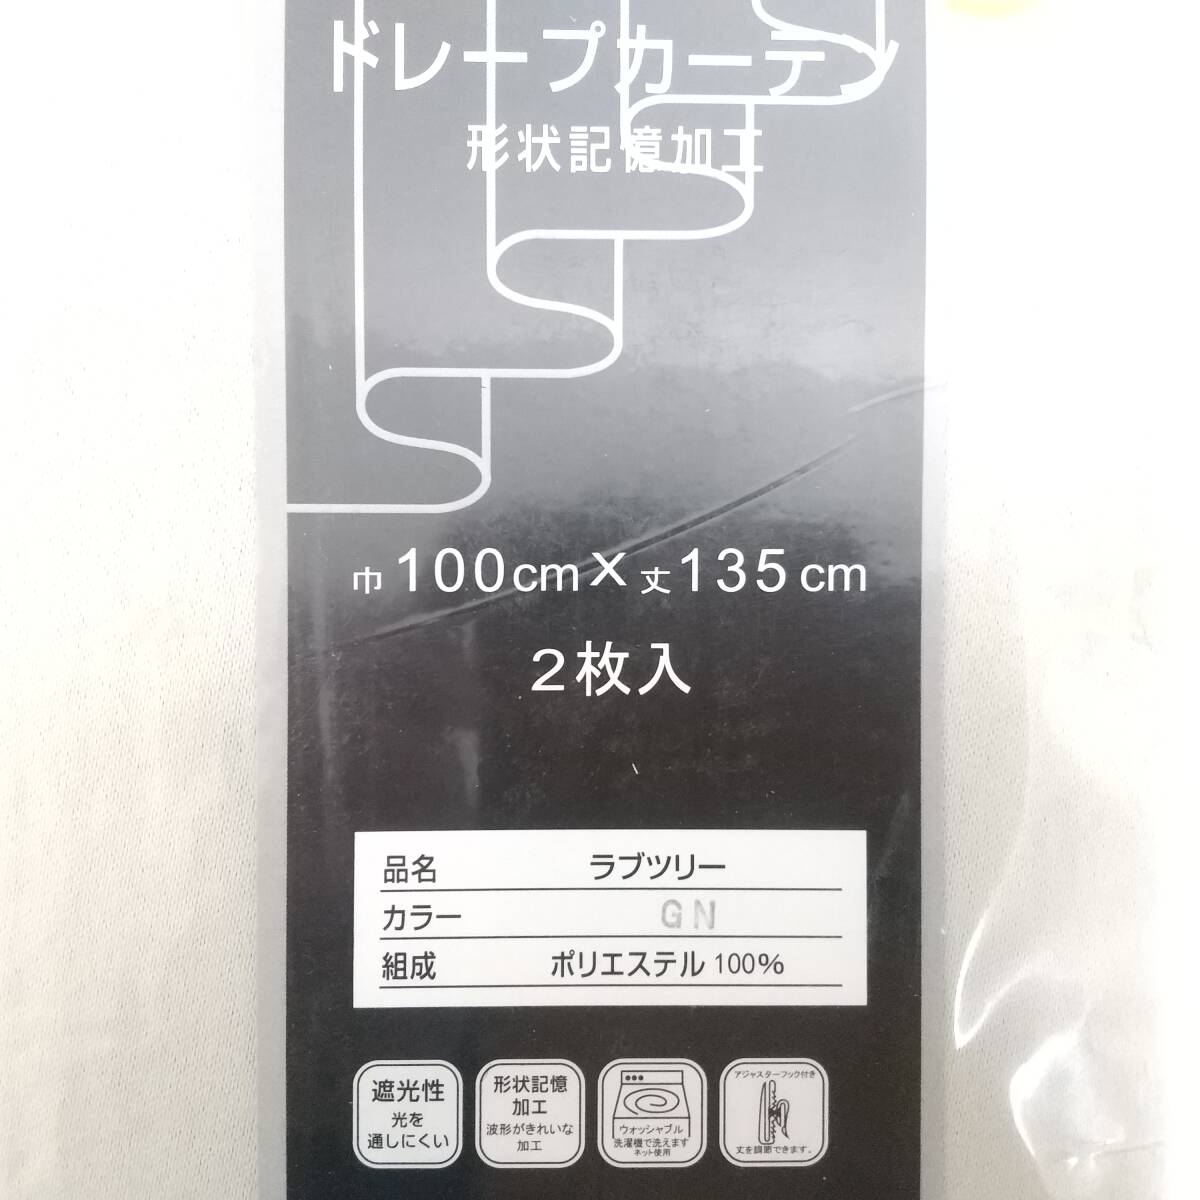 ドレープカーテン
形状記憶加工
巾100cm×丈135cm
2枚入
品名 ラブツリー
カラー GN
組成 ポリエステル 100%
遮光性
光を
通しにくい
形状記憶
加工
波形がきれいな
加工
ウォッシャブル
洗濯機で洗えます
ネット使用
アジャスターフック付き
丈を調節できます。